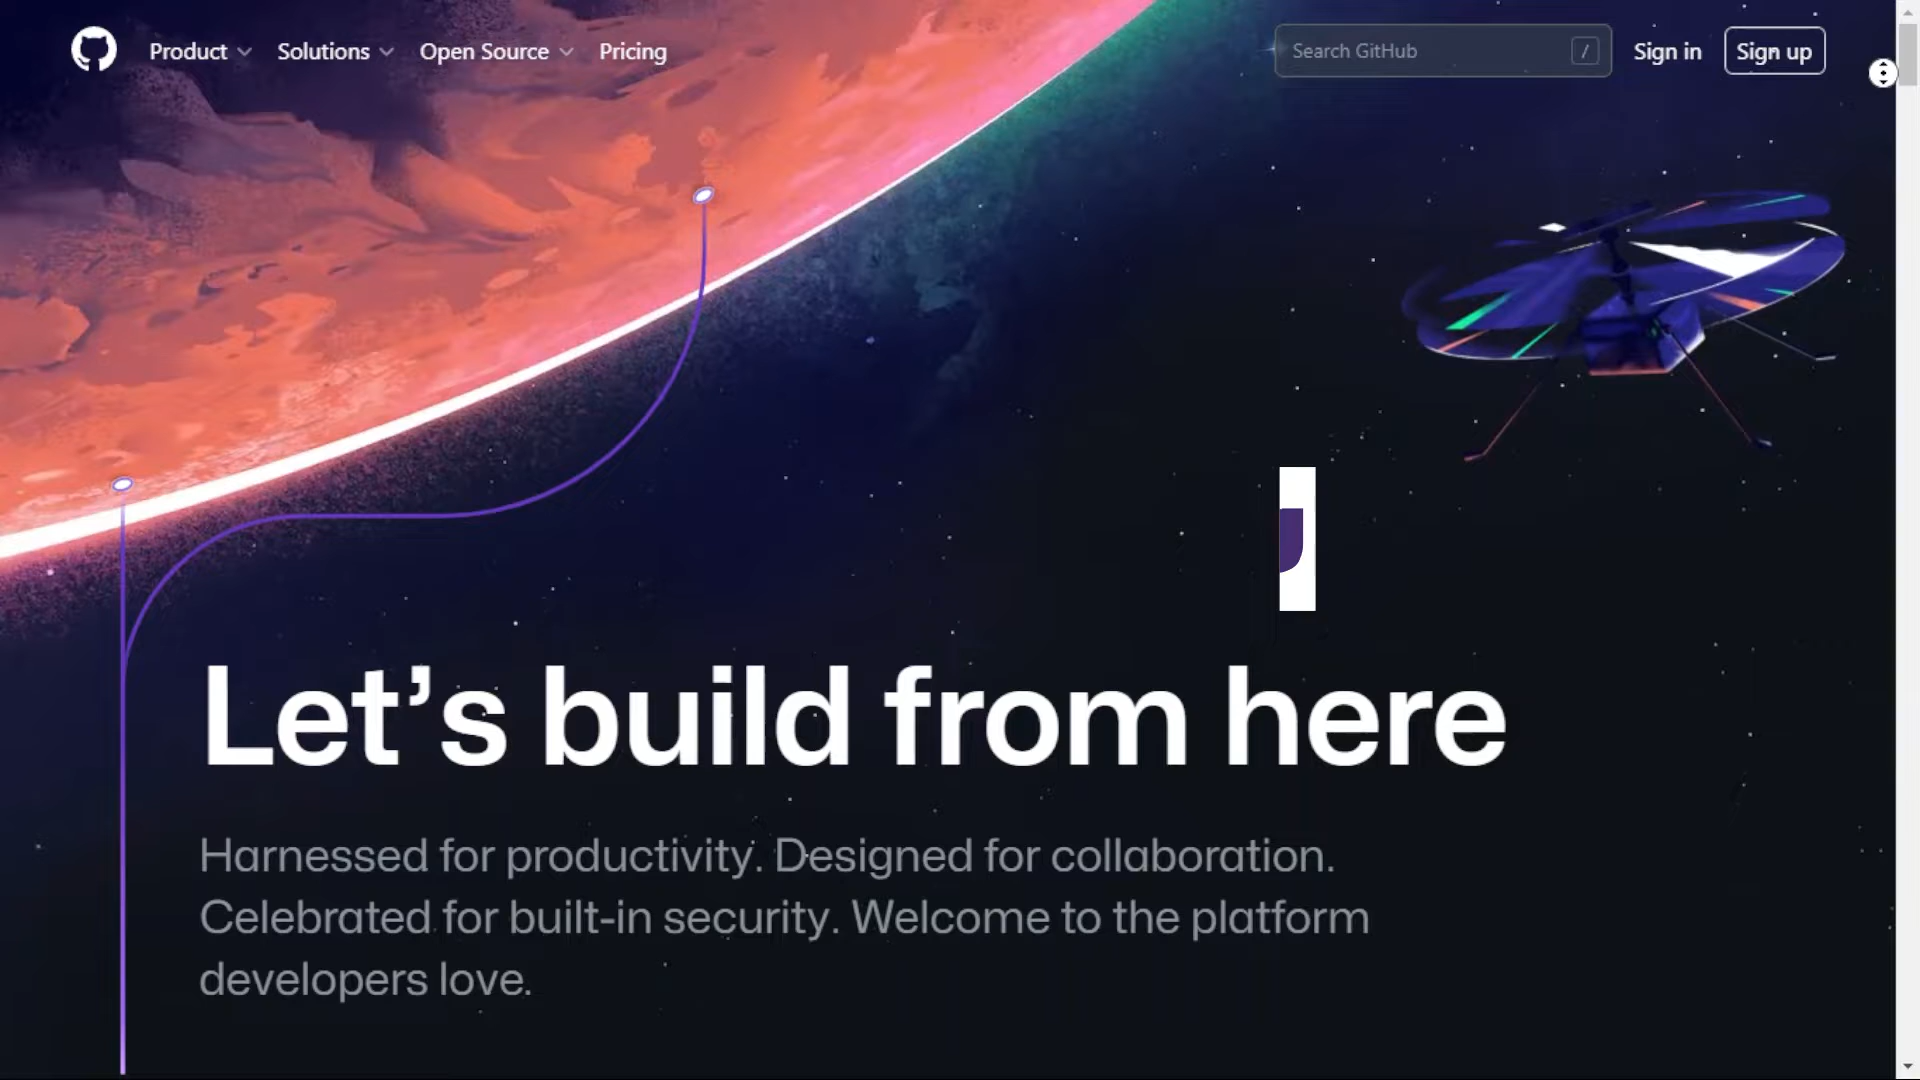 Product
Solutions
Open Source
Pricing
Search GitHub
/
Sign in
Sign up
Let’s build from here
Harnessed for productivity. Designed for collaboration.
Celebrated for built-in security. Welcome to the platform
developers love.